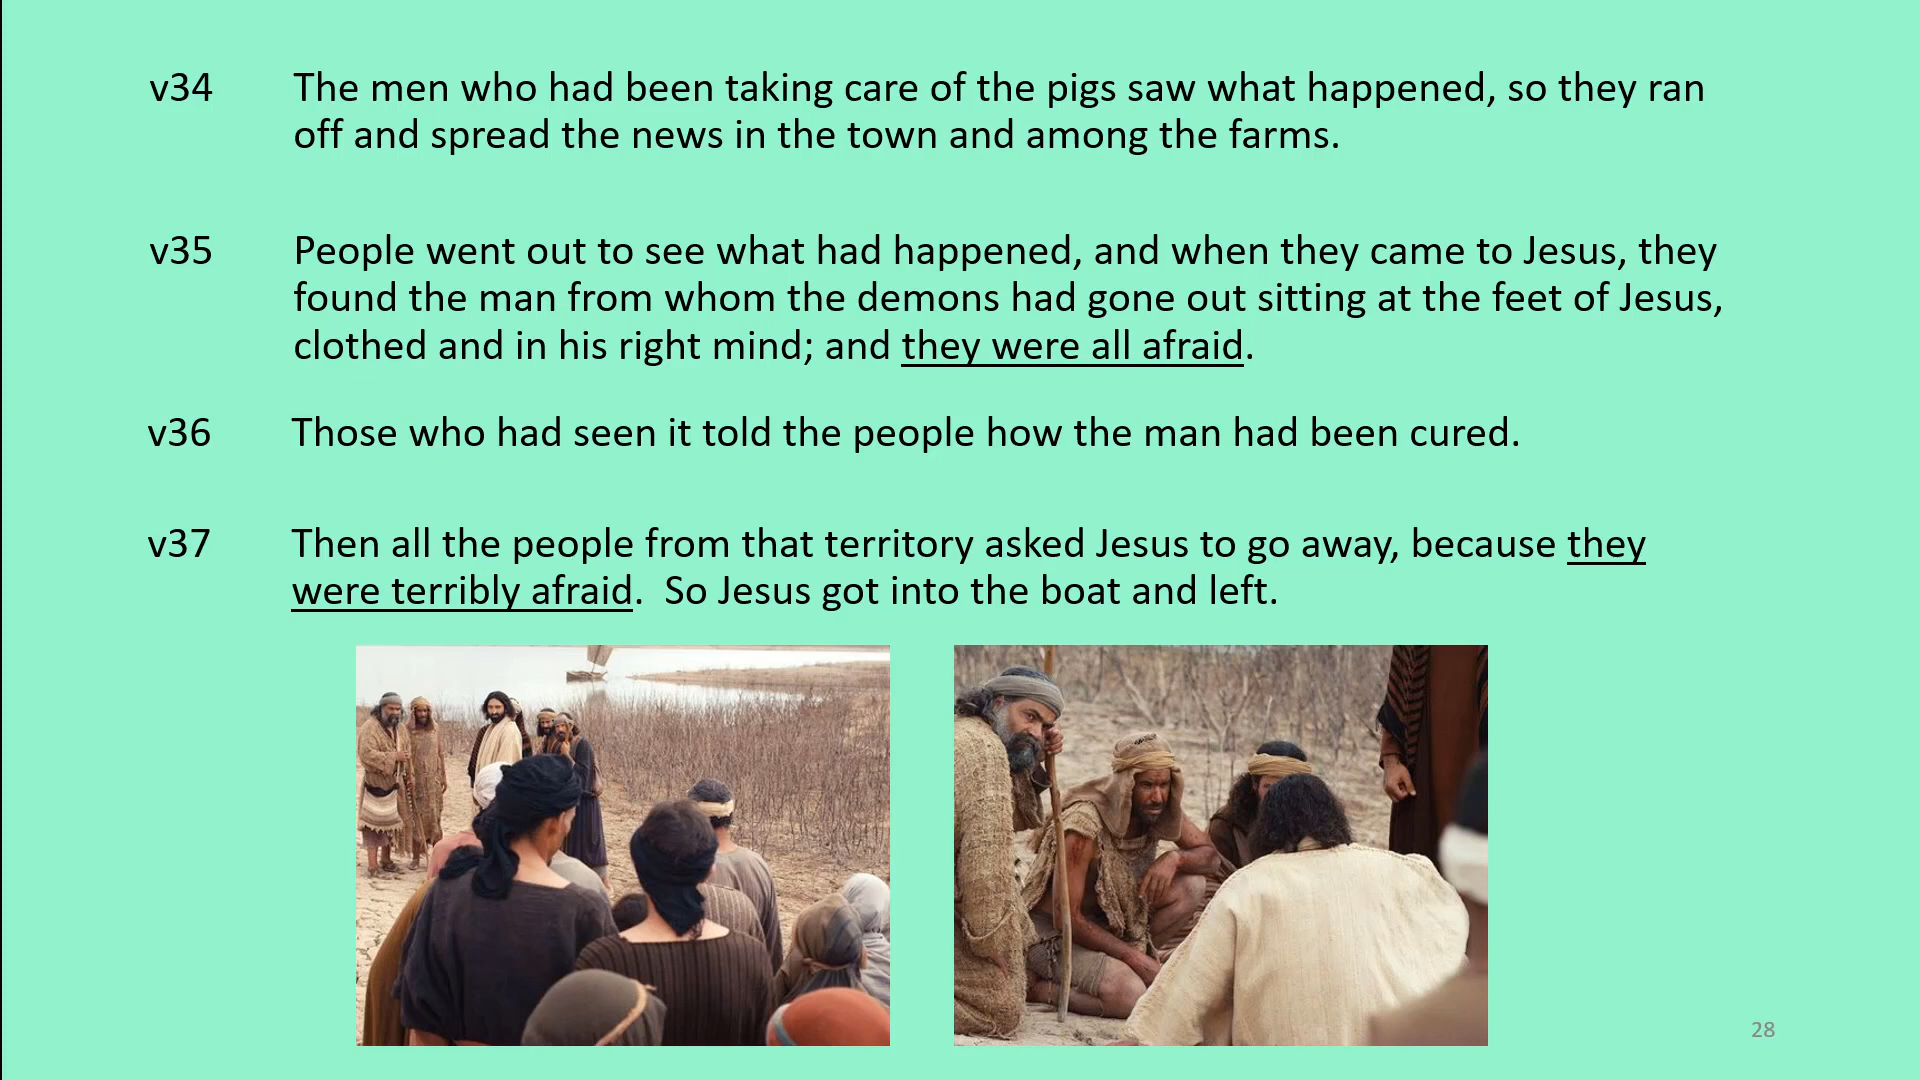 v34 The men who had been taking care of the pigs saw what happened, so they ran
off and spread the news in the town and among the farms.
v35 People went out to see what had happened, and when they came to Jesus, they
found the man from whom the demons had gone out sitting at the feet of Jesus,
clothed and in his right mind; and they were all afraid.
v36 Those who had seen it told the people how the man had been cured.
v37 Then all the people from that territory asked Jesus to go away, because they
were terribly afraid.  So Jesus got into the boat and left.
28